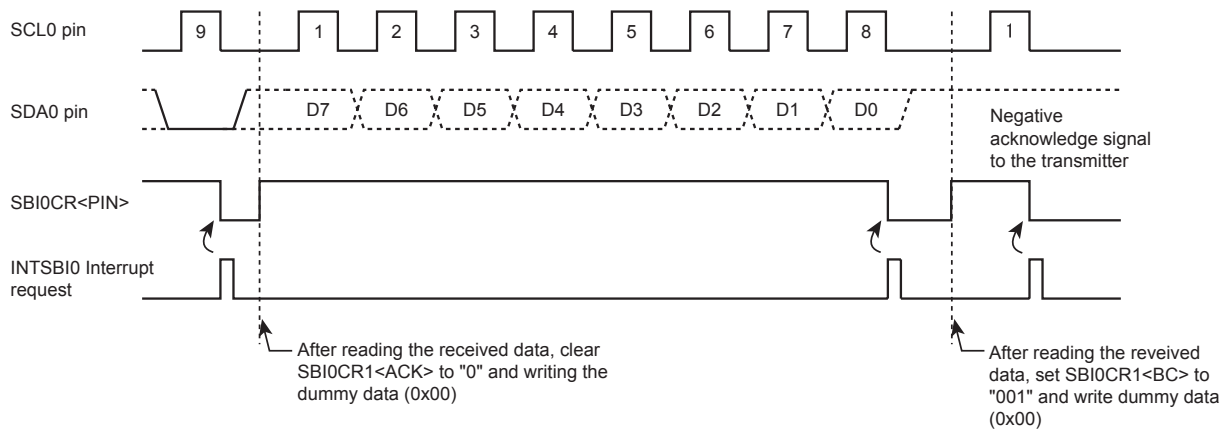 SCL0 pin
9 1 2 3 4 5 6 7 8 1
SDA0 pin
D7 D6 D5 D4 D3 D2 D1 D0
Negative
acknowledge signal
to the transmitter
SBI0CR<PIN>
INTSBI0 Interrupt
request
After reading the received data, clear
SBI0CR1<ACK> to "0" and writing the
dummy data (0x00)
After reading the reveived
data, set SBI0CR1<BC> to
"001" and write dummy data
(0x00)